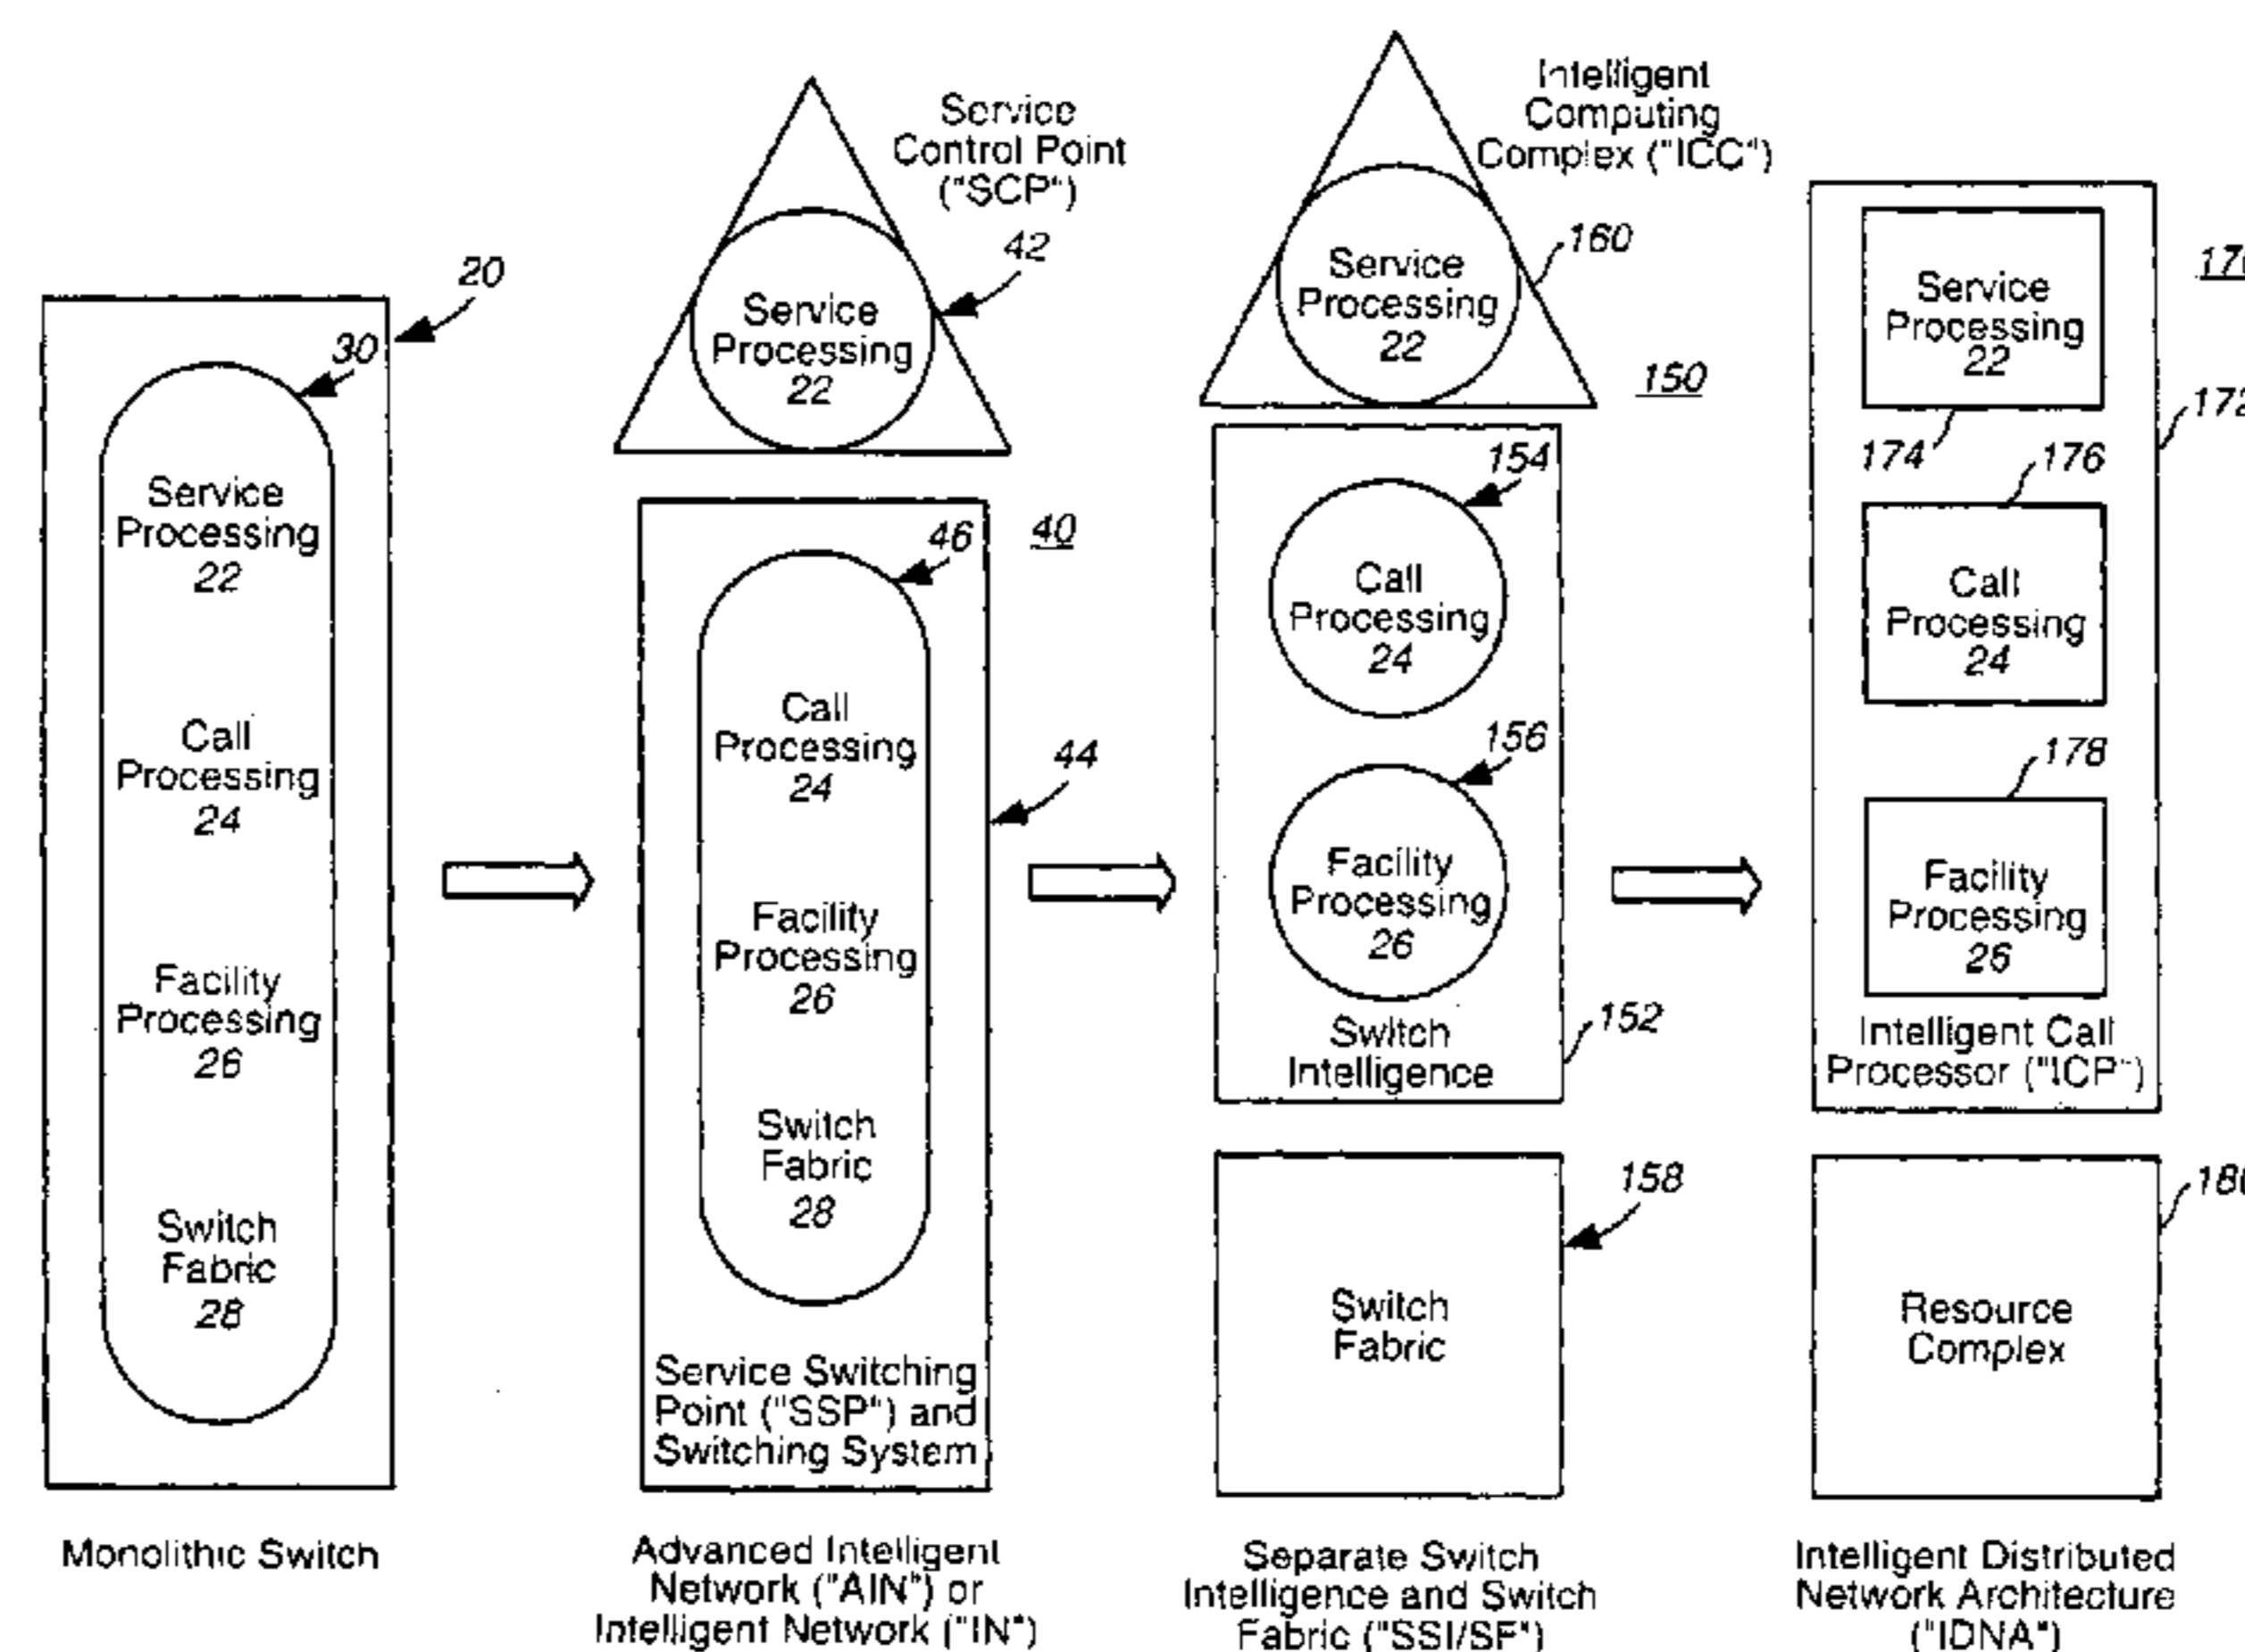 20
30
Service
Processing
22
Call
Processing
24
Facility
Processing
26
Switch
Fabric
28
Monolithic Switch
Service
Control Point
("SCP")
42
Service
Processing
22
40
46
Call
Processing
24
Facility
Processing
26
Switch
Fabric
28
44
Service Switching
Point ("SSP") and
Switching System
Advanced Intelligent
Network ("AIN") or
Intelligent Network ("IN")
Intelligent
Computing
Complex ("ICC")
160
Service
Processing
22
150
154
Call
Processing
24
156
Facility
Processing
26
Switch
Intelligence
152
158
Switch
Fabric
Separate Switch
Intelligence and Switch
Fabric ("SSI/SF")
Service
Processing
22
174
176
Call
Processing
24
178
Facility
Processing
26
Intelligent Call
Processor ("ICP")
Resource
Complex
Intelligent Distributed
Network Architecture
("IDNA")